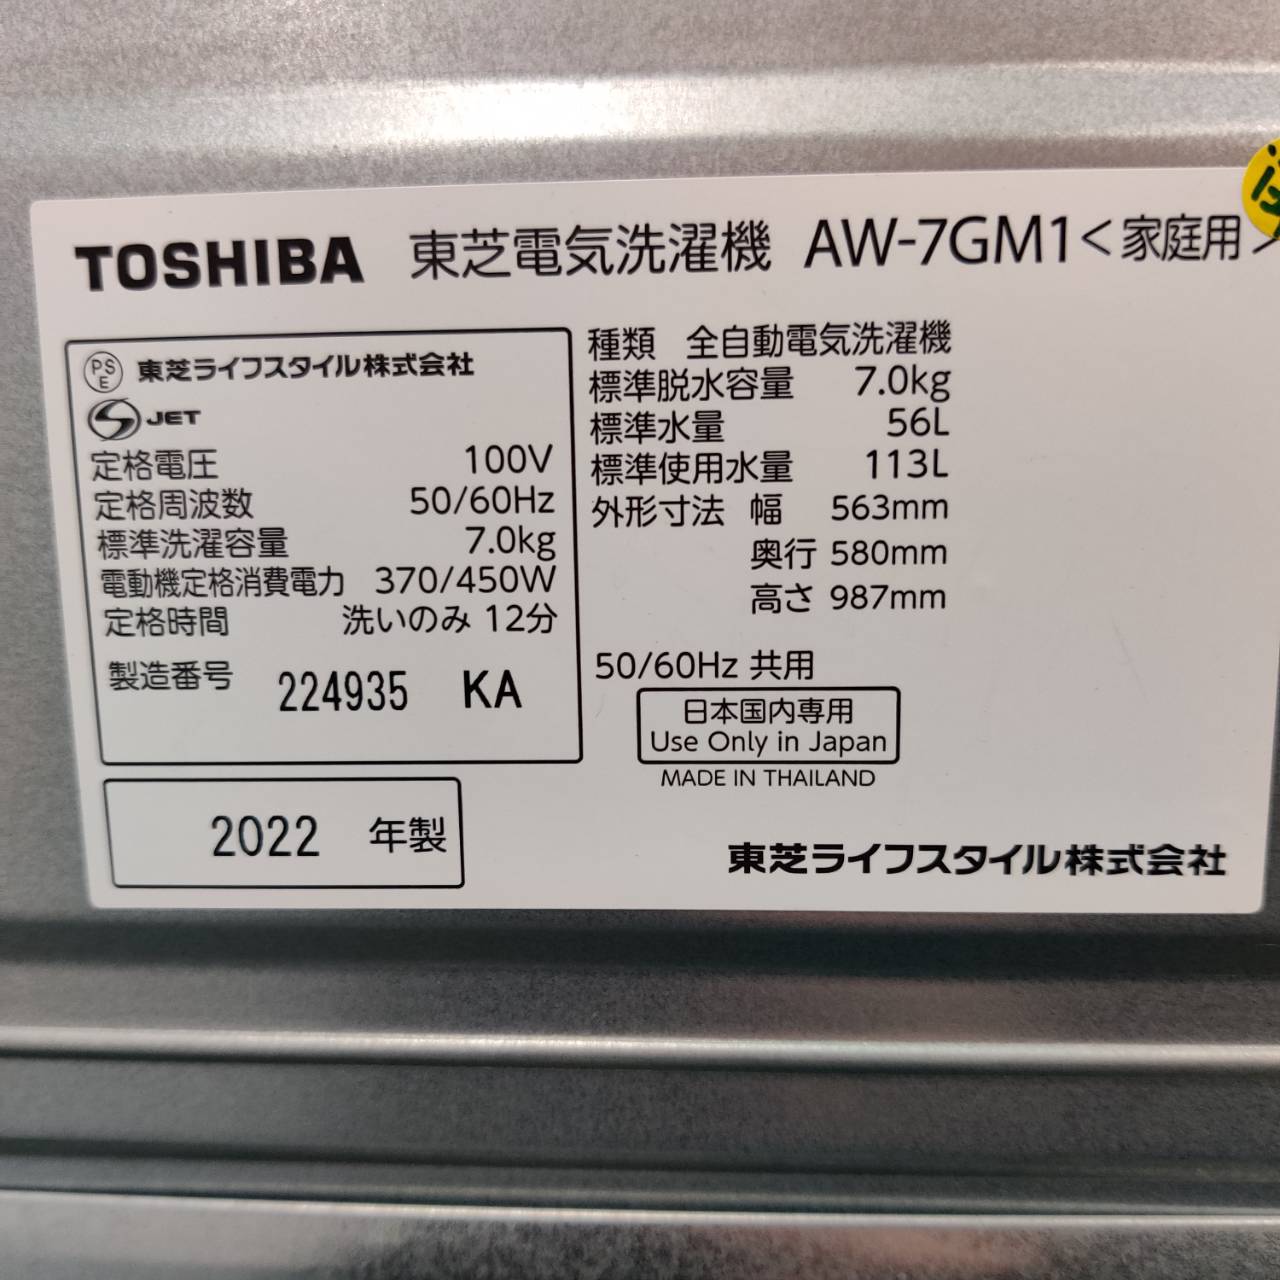 TOSHIBA 東芝電気洗濯機 AW-7GM1＜家庭用＞
PSE 東芝ライフスタイル株式会社
S JET
定格電圧 100V
定格周波数 50/60Hz
標準洗濯容量 7.0kg
電動機定格消費電力 370/450W
定格時間 洗いのみ 12分
製造番号 224935 KA
2022 年製
種類 全自動電気洗濯機
標準脱水容量 7.0kg
標準水量 56L
標準使用水量 113L
外形寸法 幅 563mm
奥行 580mm
高さ 987mm
50/60Hz 共用
日本国内専用
Use Only in Japan
MADE IN THAILAND
東芝ライフスタイル株式会社